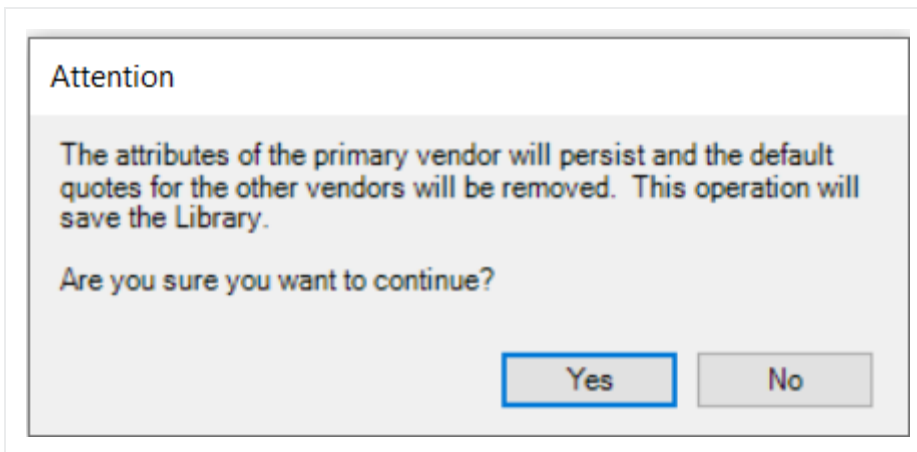 Attention
The attributes of the primary vendor will persist and the default
quotes for the other vendors will be removed.  This operation will
save the Library.
Are you sure you want to continue?
Yes
No